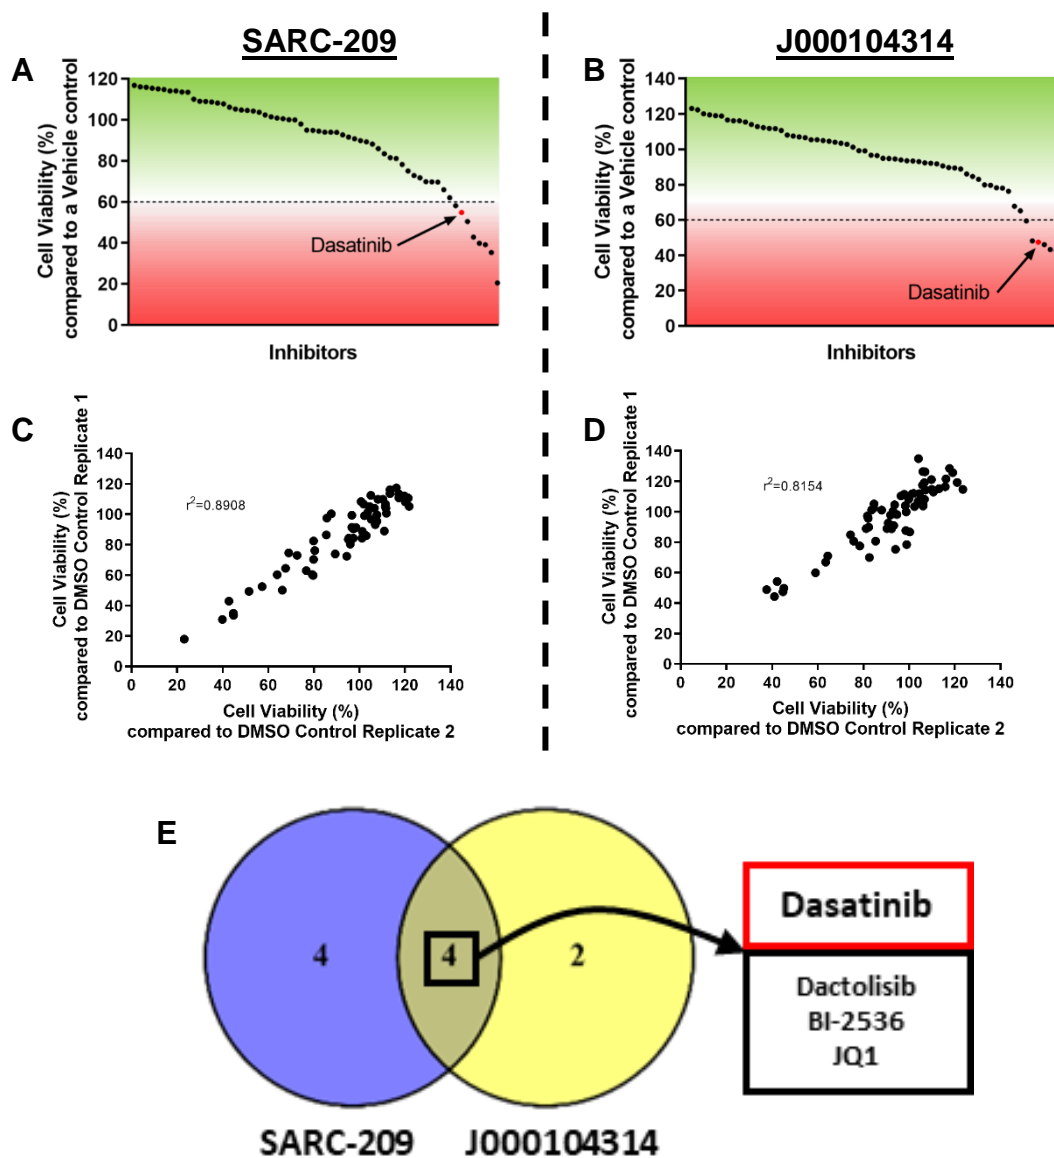 SARC-209
J000104314
A
Cell Viability (%)
compared to a Vehicle control
120
100
80
60
40
20
0
Dasatinib
Inhibitors
B
Cell Viability (%)
compared to a Vehicle control
140
120
100
80
60
40
20
0
Dasatinib
Inhibitors
C
Cell Viability (%)
compared to DMSO Control Replicate 1
140
120
100
80
60
40
20
0
r²=0.8908
0 20 40 60 80 100 120 140
Cell Viability (%)
compared to DMSO Control Replicate 2
D
Cell Viability (%)
compared to DMSO Control Replicate 1
140
120
100
80
60
40
20
0
r²=0.8154
0 20 40 60 80 100 120 140
Cell Viability (%)
compared to DMSO Control Replicate 2
E
4
4
2
Dasatinib
Dactolisib
BI-2536
JQ1
SARC-209
J000104314